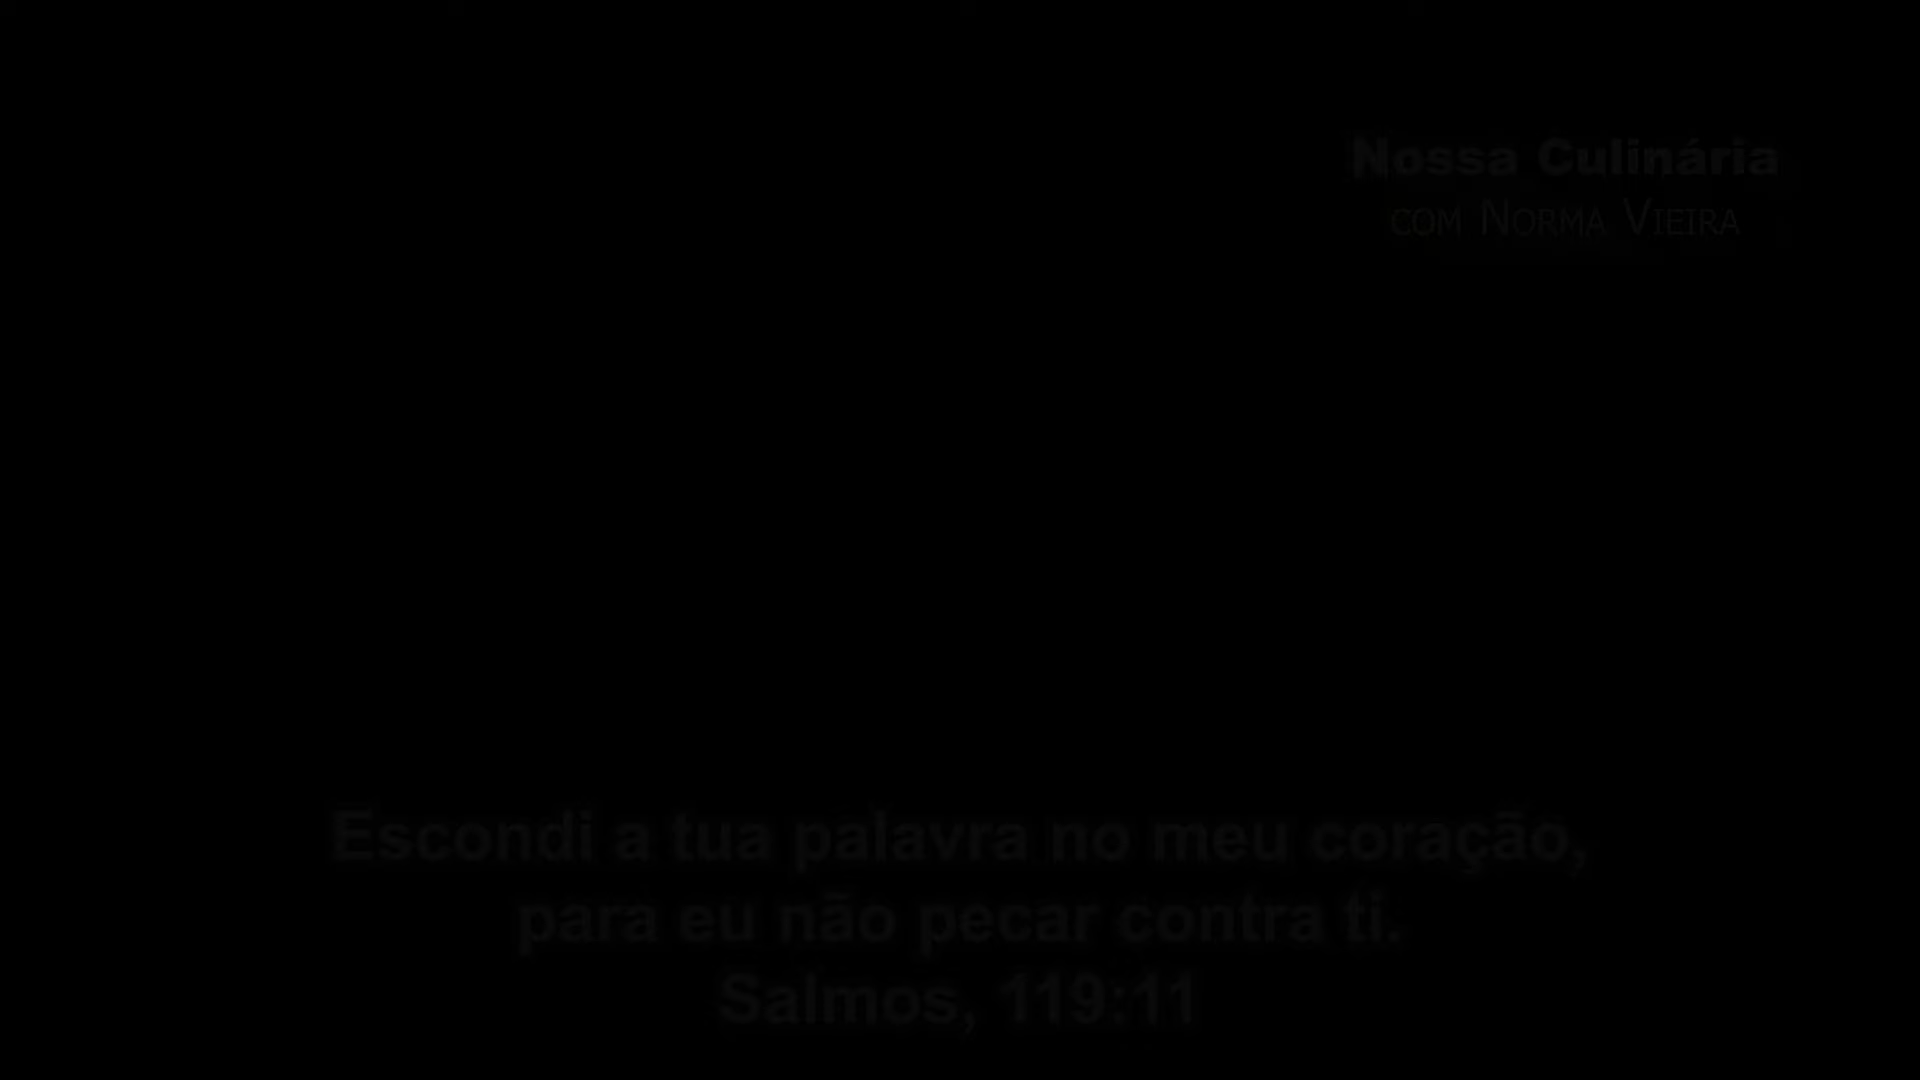 Nossa Culinária
COM NORMA VIEIRA
Escondi a tua palavra no meu coração,
para eu não pecar contra ti.
Salmos, 119:11